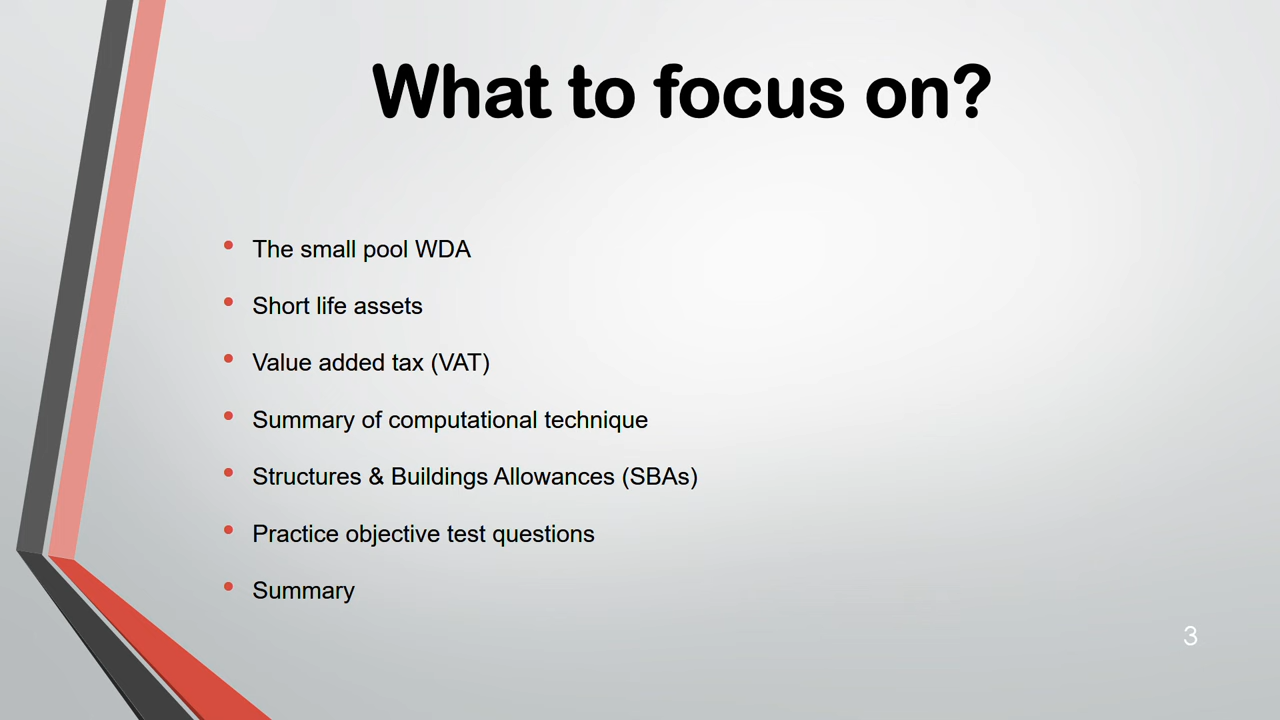 What to focus on?
• The small pool WDA
• Short life assets
• Value added tax (VAT)
• Summary of computational technique
• Structures & Buildings Allowances (SBAs)
• Practice objective test questions
• Summary
3